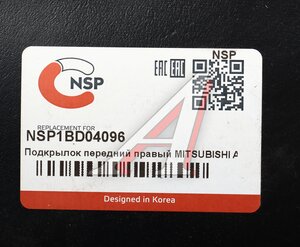 NSP
EAC EAC
NSP
REPLACEMENT FOR
NSP1BD04096
Подкрылок передний правый MITSUBISHI A
Designed in Korea